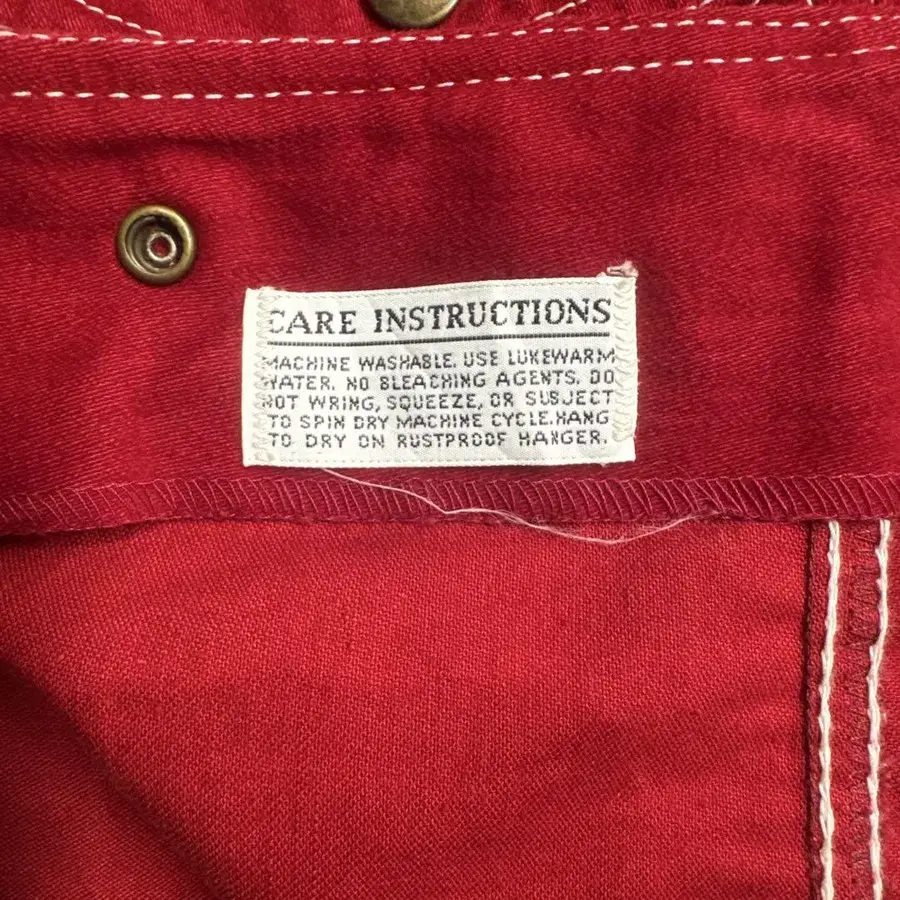 CARE INSTRUCTIONS
MACHINE WASHABLE. USE LUKEWARM
WATER. NO BLEACHING AGENTS. DO
NOT WRING, SQUEEZE, OR SUBJECT
TO SPIN DRY MACHINE CYCLE. HANG
TO DRY ON RUSTPROOF HANGER.